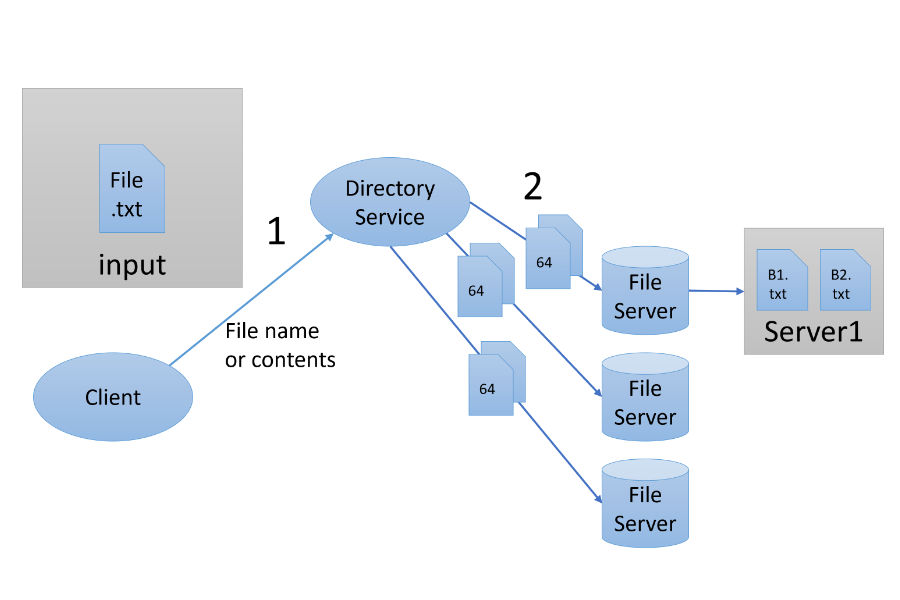 File
.txt
input
1
Directory
Service
2
File name
or contents
Client
64
64
64
File
Server
File
Server
File
Server
B1.
txt
B2.
txt
Server1